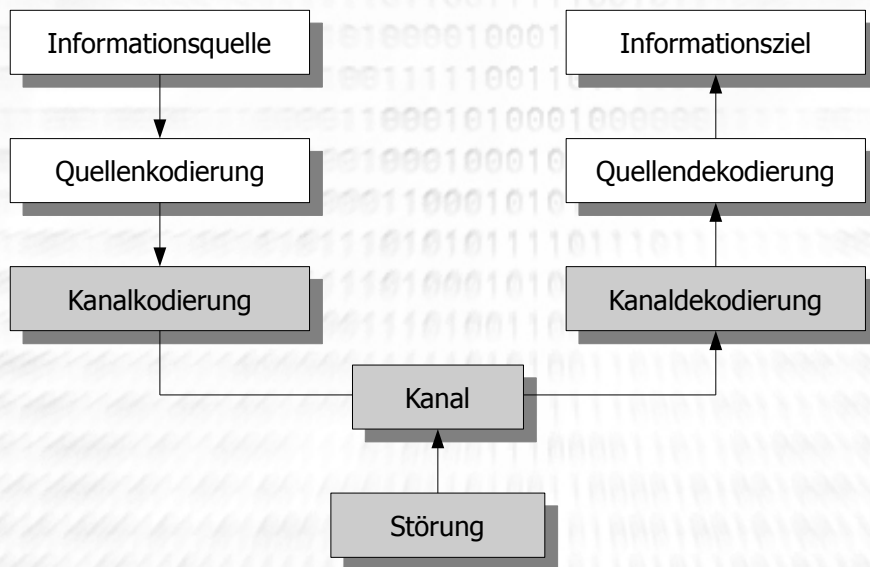 Informationsquelle
Informationsziel
Quellenkodierung
Quellendekodierung
Kanalkodierung
Kanaldekodierung
Kanal
Störung